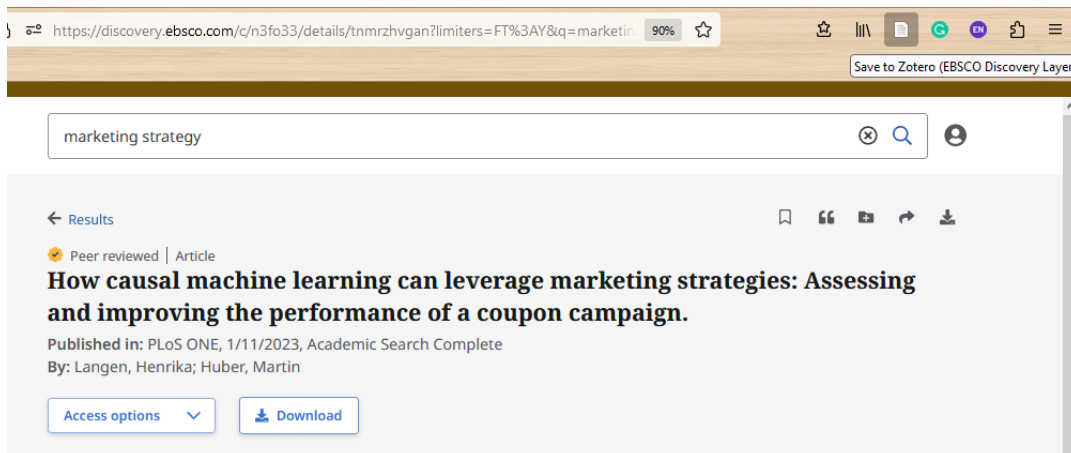 https://discovery.ebsco.com/c/n3fo33/details/tnmrzhvgan?limiters=FT%3AY&q=marketin
90%
G
EN
Save to Zotero (EBSCO Discovery Layer
marketing strategy
Results
Peer reviewed | Article
How causal machine learning can leverage marketing strategies: Assessing
and improving the performance of a coupon campaign.
Published in: PLoS ONE, 1/11/2023, Academic Search Complete
By: Langen, Henrika; Huber, Martin
Access options
Download